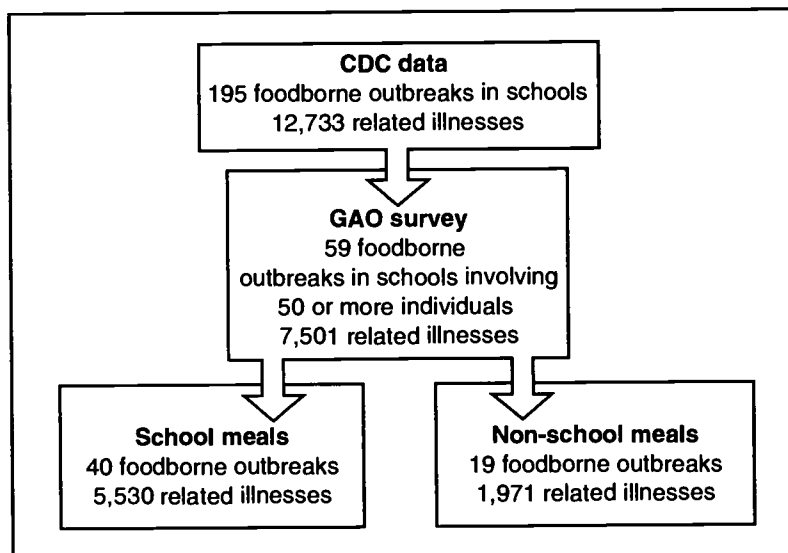 CDC data
195 foodborne outbreaks in schools
12,733 related illnesses
GAO survey
59 foodborne
outbreaks in schools involving
50 or more individuals
7,501 related illnesses
School meals
40 foodborne outbreaks
5,530 related illnesses
Non-school meals
19 foodborne outbreaks
1,971 related illnesses